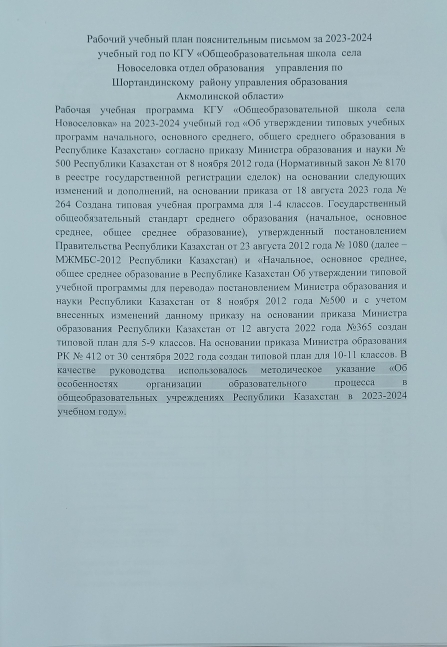 Рабочий учебный план пояснительным письмом за 2023-2024
учебный год по КГУ «Общеобразовательная школа села
Новоселовка отдел образования управления по
Шортандинскому району управления образования
Акмолинской области»
Рабочая учебная программа КГУ «Общеобразовательной школа села
Новоселовка» на 2023-2024 учебный год «Об утверждении типовых учебных
программ начального, основного среднего, общего среднего образования в
Республике Казахстан» согласно приказу Министра образования и науки №
500 Республики Казахстан от 8 ноября 2012 года (Нормативный закон № 8170
в реестре государственной регистрации сделок) на основании следующих
изменений и дополнений, на основании приказа от 18 августа 2023 года №
264 Создана типовая учебная программа для 1-4 классов. Государственный
общеобязательный стандарт среднего образования (начальное, основное
среднее, общее среднее образование), утвержденный постановлением
Правительства Республики Казахстан от 23 августа 2012 года № 1080 (далее –
МЖМБС-2012 Республики Казахстан) и «Начальное, основное среднее,
общее среднее образование в Республике Казахстан Об утверждении типовой
учебной программы для перевода» постановлением Министра образования и
науки Республики Казахстан от 8 ноября 2012 года №500 и с учетом
внесенных изменений данному приказу на основании приказа Министра
образования Республики Казахстан от 12 августа 2022 года №365 создан
типовой план для 5-9 классов. На основании приказа Министра образования
РК № 412 от 30 сентября 2022 года создан типовой план для 10-11 классов. В
качестве руководства использовалось методическое указание «Об
особенностях организации образовательного процесса в
общеобразовательных учреждениях Республики Казахстан в 2023-2024
учебном году».